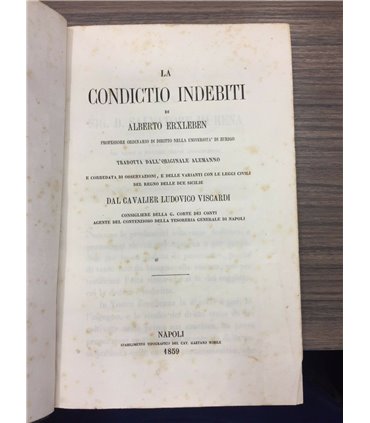 LA
CONDICTIO INDEBITI
DI
ALBERTO ERXLEBEN
PROFESSORE ORDINARIO DI DIRITTO NELLA UNIVERSITA' DI ZURIGO
TRADOTTA DALL'ORIGINALE ALEMANNO
E CORREDATA DI OSSERVAZIONI, E DELLE VARIANTI CON LE LEGGI CIVILI
DEL REGNO DELLE DUE SICILIE
DAL CAVALIER LUDOVICO VISCARDI
CONSIGLIERE DELLA G. CORTE DEI CONTI
AGENTE DEL CONTENZIOSO DELLA TESORERIA GENERALE DI NAPOLI
NAPOLI
STABILIMENTO TIPOGRAFICO DEL CAV. GAETANO NOBILE
1859